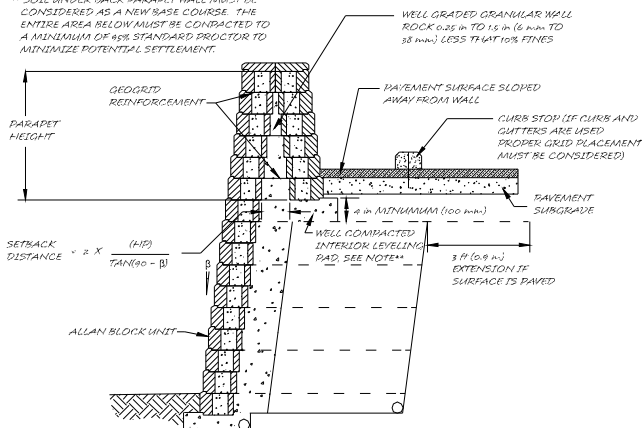 ** SOIL UNDER BACK PARAPET WALL MUST BE
CONSIDERED AS A NEW BASE COURSE. THE
ENTIRE AREA BELOW MUST BE COMPACTED TO
A MINIMUM OF 95% STANDARD PROCTOR TO
MINIMIZE POTENTIAL SETTLEMENT.
WELL GRADED GRANULAR WALL
ROCK 0.25 in TO 1.5 in (6 mm TO
38 mm) LESS THAT 10% FINES
GEOGRID
REINFORCEMENT
PAVEMENT SURFACE SLOPED
AWAY FROM WALL
PARAPET
HEIGHT
CURB STOP (IF CURB AND
GUTTERS ARE USED
PROPER GRID PLACEMENT
MUST BE CONSIDERED)
PAVEMENT
SUBGRADE
4 in MINUMUM (100 mm)
WELL COMPACTED
INTERIOR LEVELING
PAD, SEE NOTE**
SETBACK
DISTANCE = 2 X (HP)
TAN(90 - β)
β
3 ft (0.9 m)
EXTENSION IF
SURFACE IS PAVED
ALLAN BLOCK UNIT